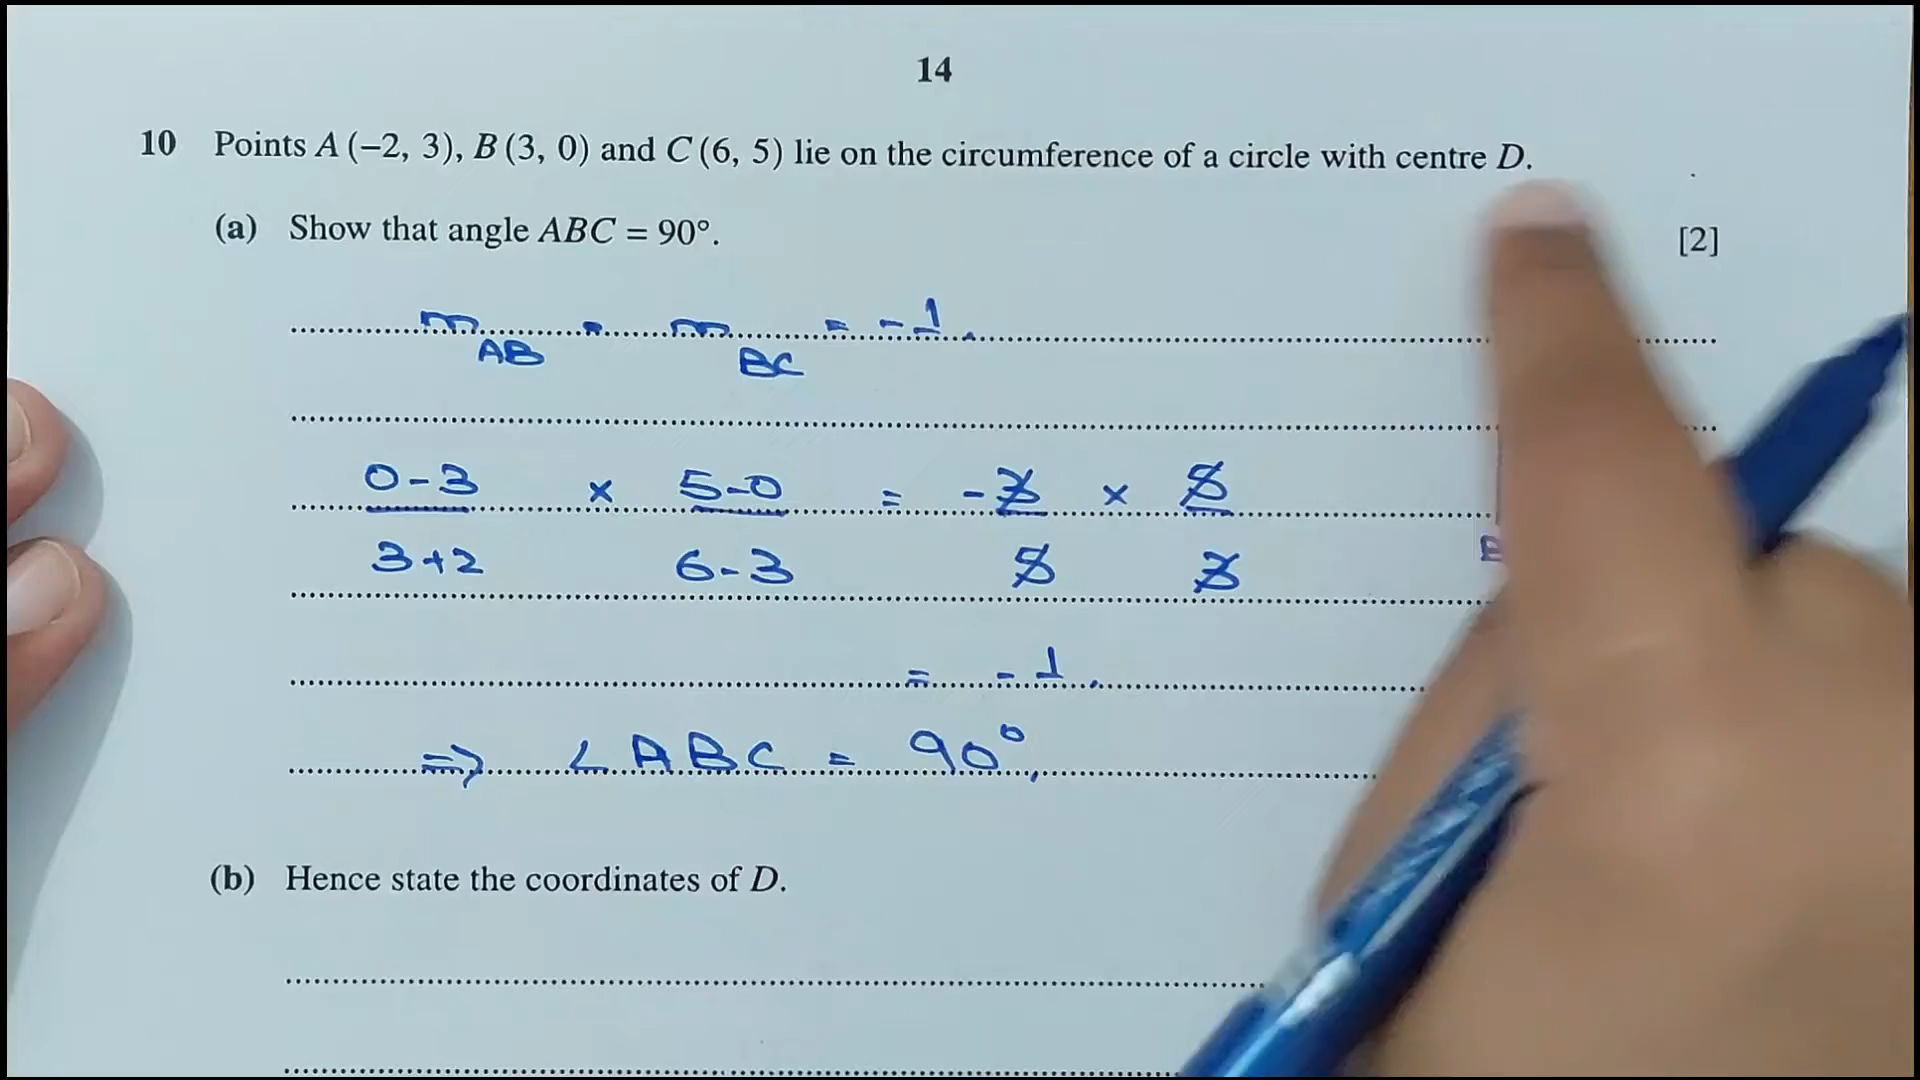 14
10 Points A (−2, 3), B (3, 0) and C (6, 5) lie on the circumference of a circle with centre D.
(a) Show that angle ABC = 90°. [2]
m AB · m BC = -1.
0-3 × 5-0 = -3 × 5
3+2 6-3 5 3
= -1.
=> ∠ABC = 90°,
(b) Hence state the coordinates of D.